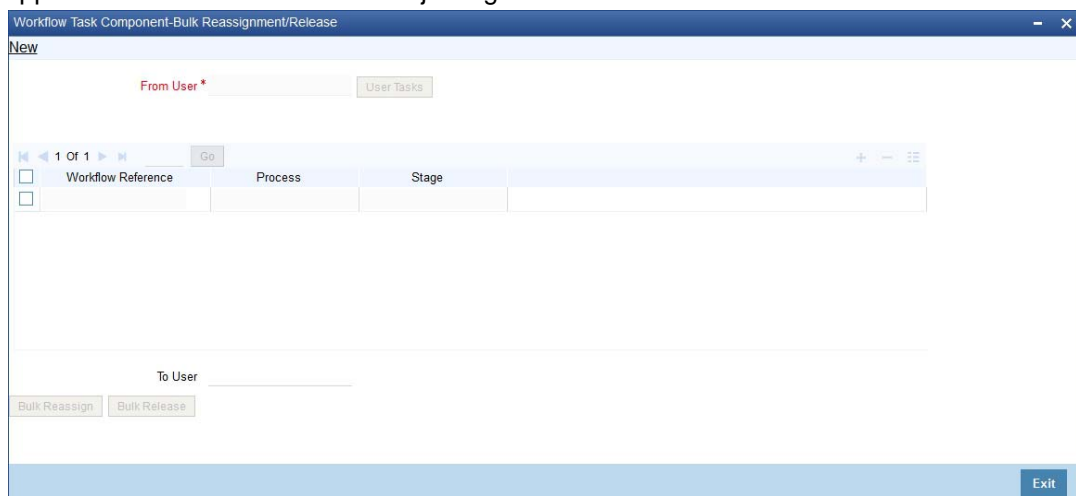 Workflow Task Component-Bulk Reassignment/Release
New
From User * User Tasks
1 Of 1 Go
Workflow Reference Process Stage
To User
Bulk Reassign Bulk Release
Exit